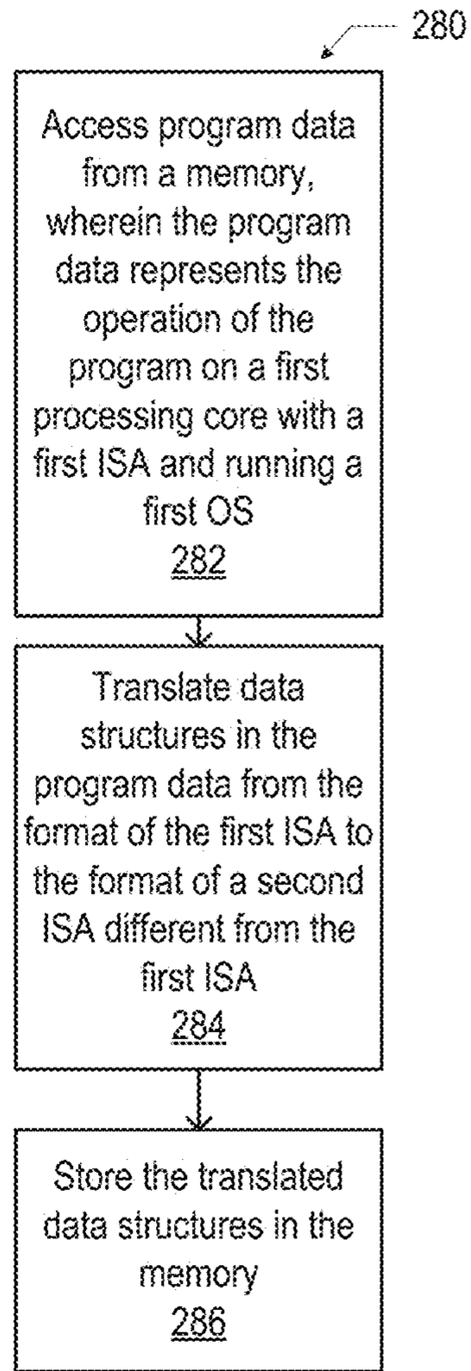 280
Access program data
from a memory,
wherein the program
data represents the
operation of the
program on a first
processing core with a
first ISA and running a
first OS
282
Translate data
structures in the
program data from the
format of the first ISA to
the format of a second
ISA different from the
first ISA
284
Store the translated
data structures in the
memory
286